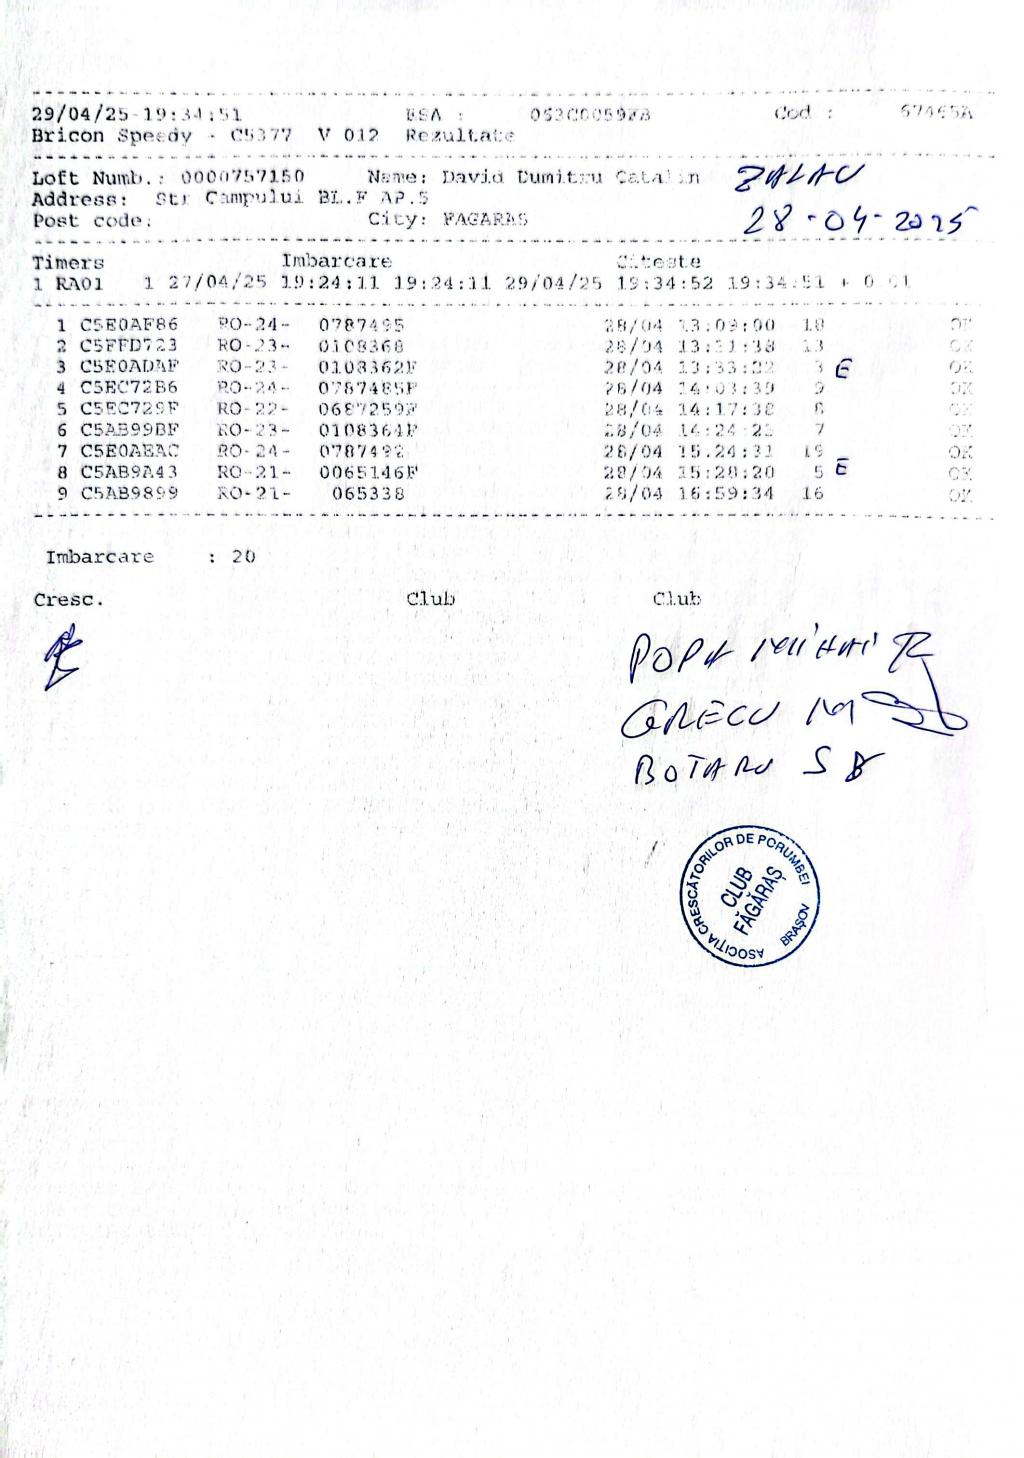 29/04/25-19:34:51 BSA : Cod : 67465A
Bricon Speedy - C5377 V 012 Rezultate
Loft Numb.: 0000757150 Name: David Dumitru Catalin ZALAU
Address: Str Campului BL.F AP.5
Post code: City: FAGARAS 28-04-2025
Timers Imbarcare Citeste
1 RA01 1 27/04/25 19:24:11 19:24:11 29/04/25 19:34:52 19:34:51 + 0 01
1 C5E0AF86 RO-24- 0787495 28/04 13:09:00 18 OK
2 C5FFD723 RO-23- 0108368 28/04 13:31:38 13 OK
3 C5E0ADAF RO-23- 0108362F 28/04 13:33:22 3 E OK
4 C5EC72B6 RO-24- 0787485F 28/04 14:03:39 9 OK
5 C5EC729F RO-22- 0687259F 28/04 14:17:38 8 OK
6 C5AB99BF RO-23- 0108364F 28/04 14:24:23 7 OK
7 C5E0AEAC RO-24- 0787492 28/04 15.24:31 19 OK
8 C5AB9A43 RO-21- 0065146F 28/04 15:28:20 5 E OK
9 C5AB9899 RO-21- 065338 28/04 16:59:34 16 OK
Imbarcare : 20
Cresc. Club Club
POPA MIHAI
GRECU M
BOTARU S
ASOCIȚIA CRESCĂTORILOR DE PORUMBEI
CLUB
FĂGĂRAȘ
BRAȘOV